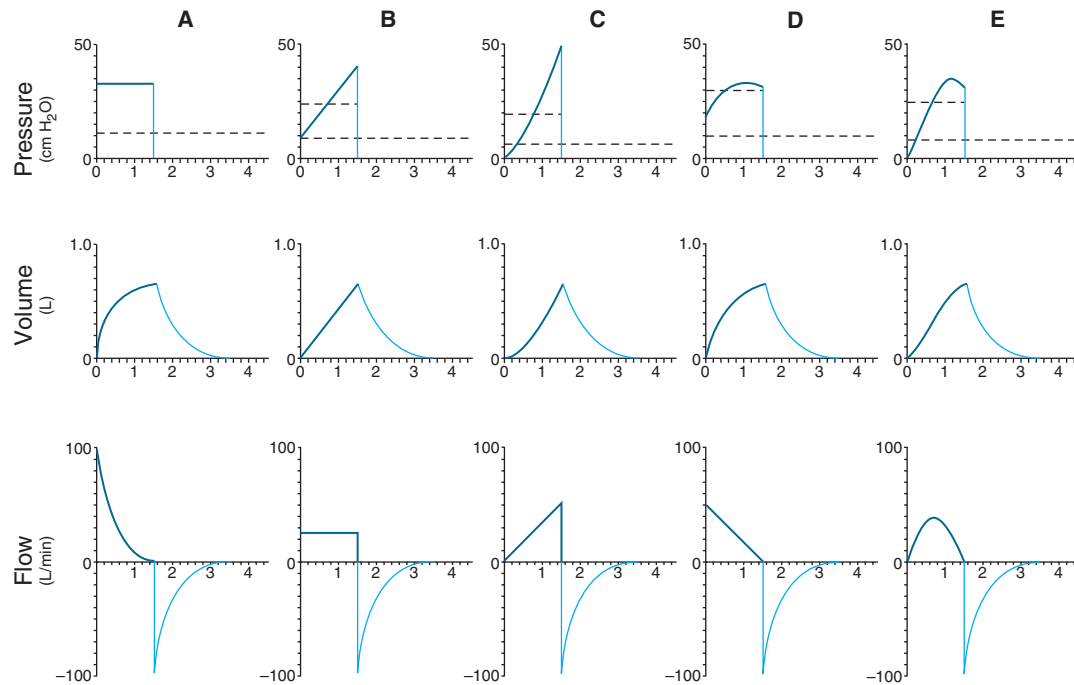 A B C D E
Pressure
(cm H₂O)
50 50 50 50 50
0 0 0 0 0
0 1 2 3 4 0 1 2 3 4 0 1 2 3 4 0 1 2 3 4 0 1 2 3 4
Volume
(L)
1.0 1.0 1.0 1.0 1.0
0 0 0 0 0
0 1 2 3 4 0 1 2 3 4 0 1 2 3 4 0 1 2 3 4 0 1 2 3 4
Flow
(L/min)
100 100 100 100 100
0 0 0 0 0
1 2 3 4 1 2 3 4 1 2 3 4 1 2 3 4 1 2 3 4
–100 –100 –100 –100 –100